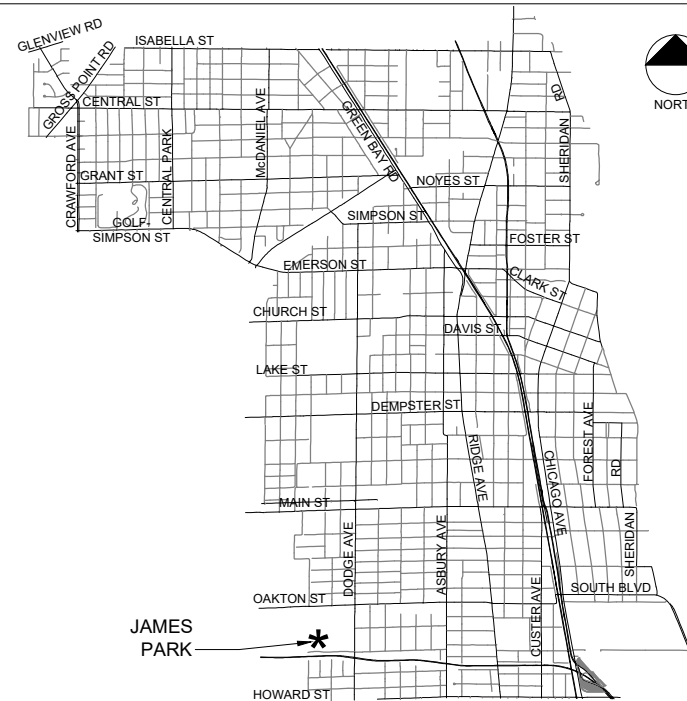 GLENVIEW RD
GROSS POINT RD
ISABELLA ST
CENTRAL ST
CRAWFORD AVE
CENTRAL PARK
McDANIEL AVE
GREEN BAY RD
RD
SHERIDAN
NORTH
GRANT ST
NOYES ST
GOLF-
SIMPSON ST
SIMPSON ST
FOSTER ST
EMERSON ST
CLARK ST
CHURCH ST
DAVIS ST
LAKE ST
DEMPSTER ST
RIDGE AVE
CHICAGO AVE
FOREST AVE
RD
SHERIDAN
MAIN ST
DODGE AVE
ASBURY AVE
CUSTER AVE
SOUTH BLVD
OAKTON ST
JAMES
PARK
*
HOWARD ST